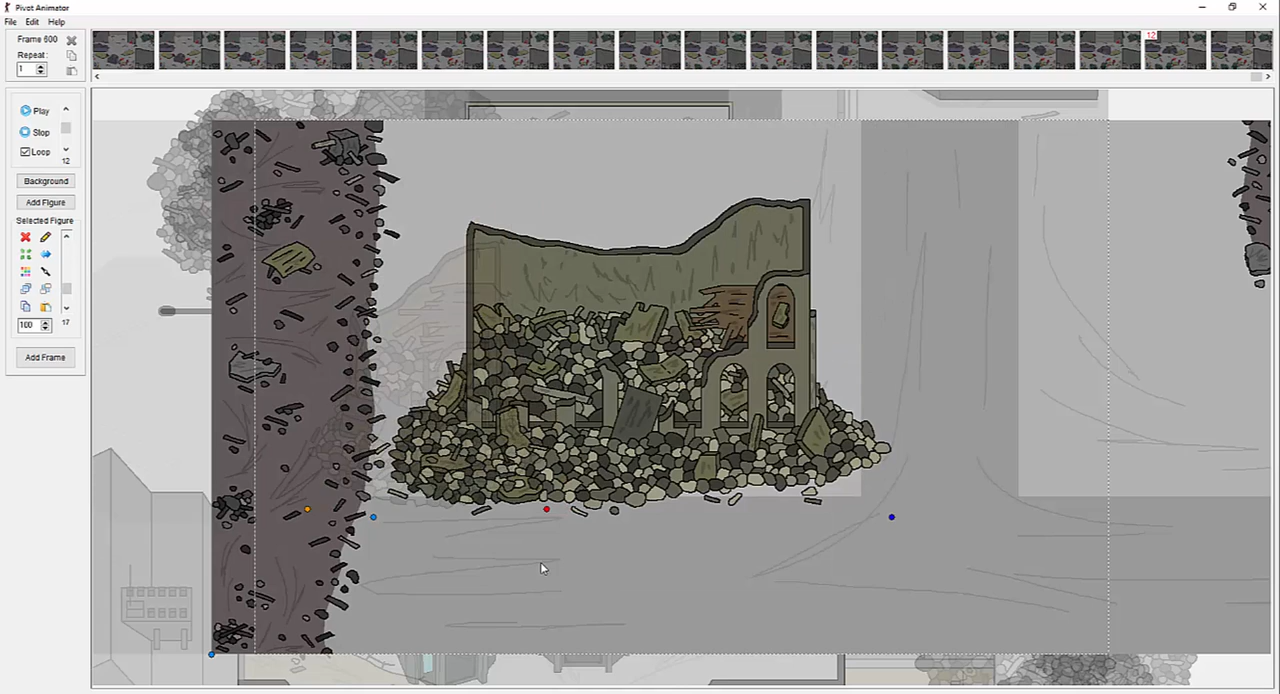 Pivot Animator
File Edit Help
Frame 600
Repeat:
1
12
Play
Stop
Loop
12
Background
Add Figure
Selected Figure
100
17
Add Frame